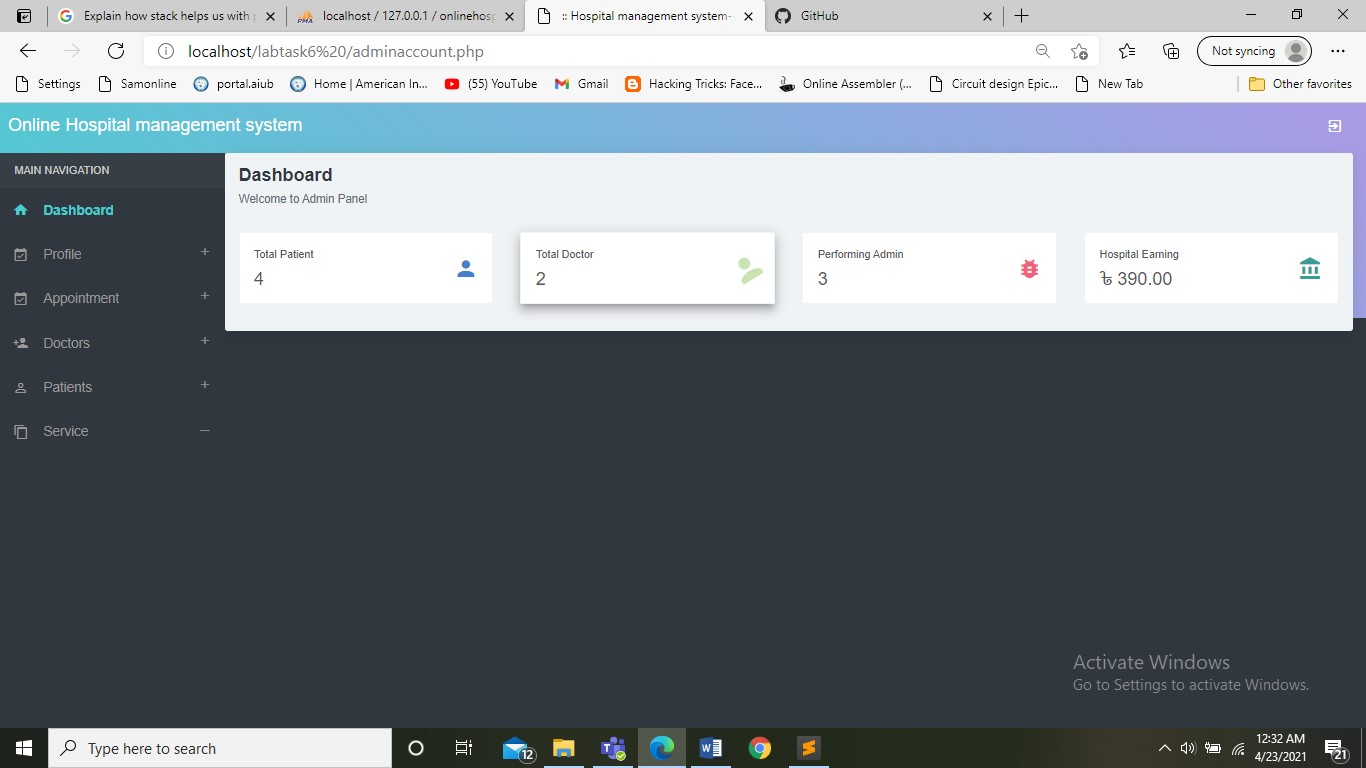 Explain how stack helps us with
localhost / 127.0.0.1 / onlinehosp
:: Hospital management system-
GitHub
localhost/labtask6%20/adminaccount.php
Not syncing
Settings
Samonline
portal.aiub
Home | American In...
(55) YouTube
Gmail
Hacking Tricks: Face...
Online Assembler (...
Circuit design Epic...
New Tab
Other favorites
Online Hospital management system
MAIN NAVIGATION
Dashboard
Profile
Appointment
Doctors
Patients
Service
Dashboard
Welcome to Admin Panel
Total Patient
4
Total Doctor
2
Performing Admin
3
Hospital Earning
৳ 390.00
Activate Windows
Go to Settings to activate Windows.
Type here to search
12
12:32 AM
4/23/2021
21